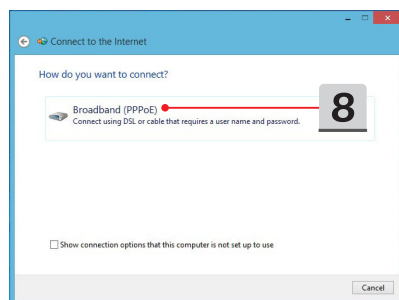 Connect to the Internet
How do you want to connect?
Broadband (PPPoE)
8
Connect using DSL or cable that requires a user name and password.
Show connection options that this computer is not set up to use
Cancel